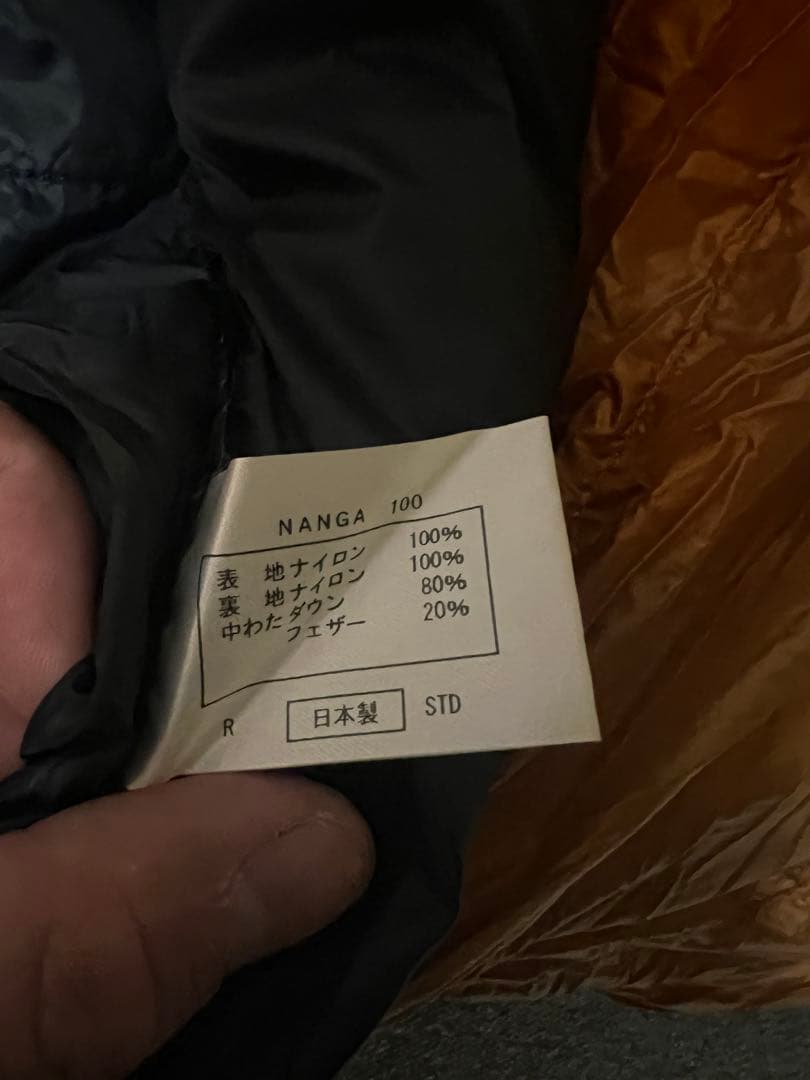 NANGA 100
表 地 ナイロン 100%
裏 地 ナイロン 100%
中わた ダウン 80%
フェザー 20%
R 日本製 STD